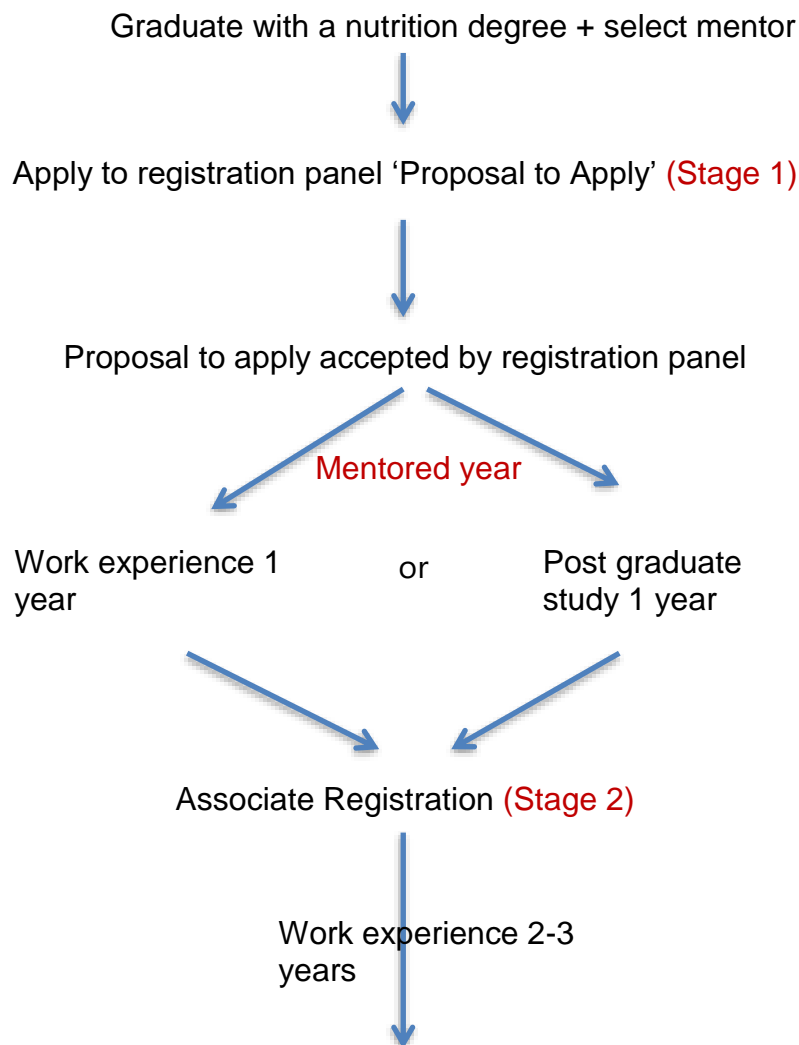 Graduate with a nutrition degree + select mentor
Apply to registration panel ‘Proposal to Apply’ (Stage 1)
Proposal to apply accepted by registration panel
Mentored year
Work experience 1
year
or
Post graduate
study 1 year
Associate Registration (Stage 2)
Work experience 2-3
years